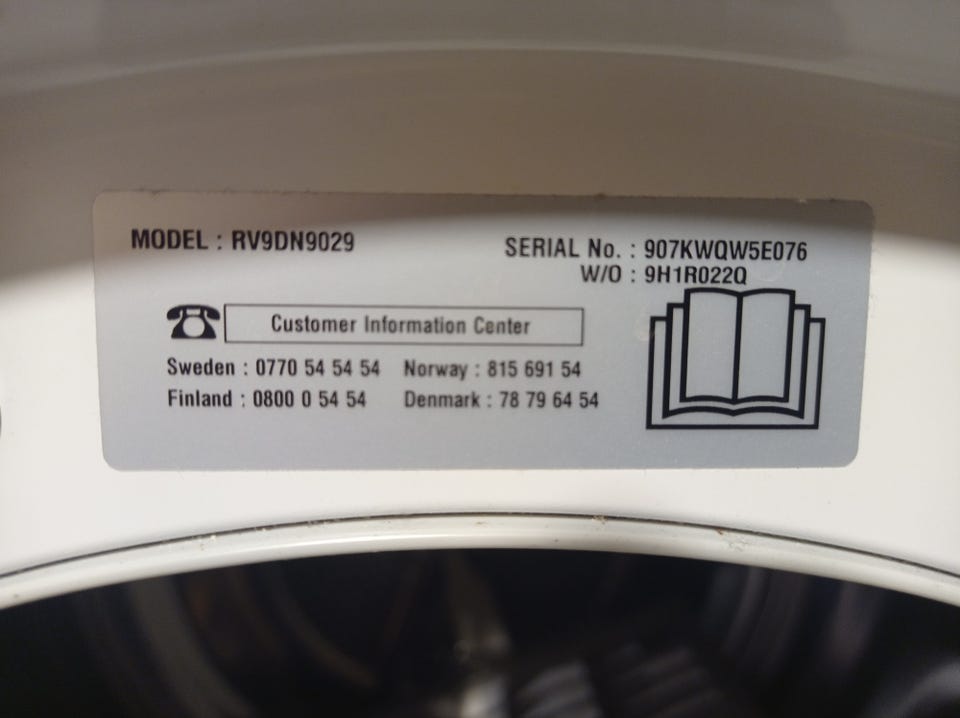 MODEL : RV9DN9029
SERIAL No. : 907KWQW5E076
W/O : 9H1R022Q
Customer Information Center
Sweden : 0770 54 54 54 Norway : 815 691 54
Finland : 0800 0 54 54 Denmark : 78 79 64 54